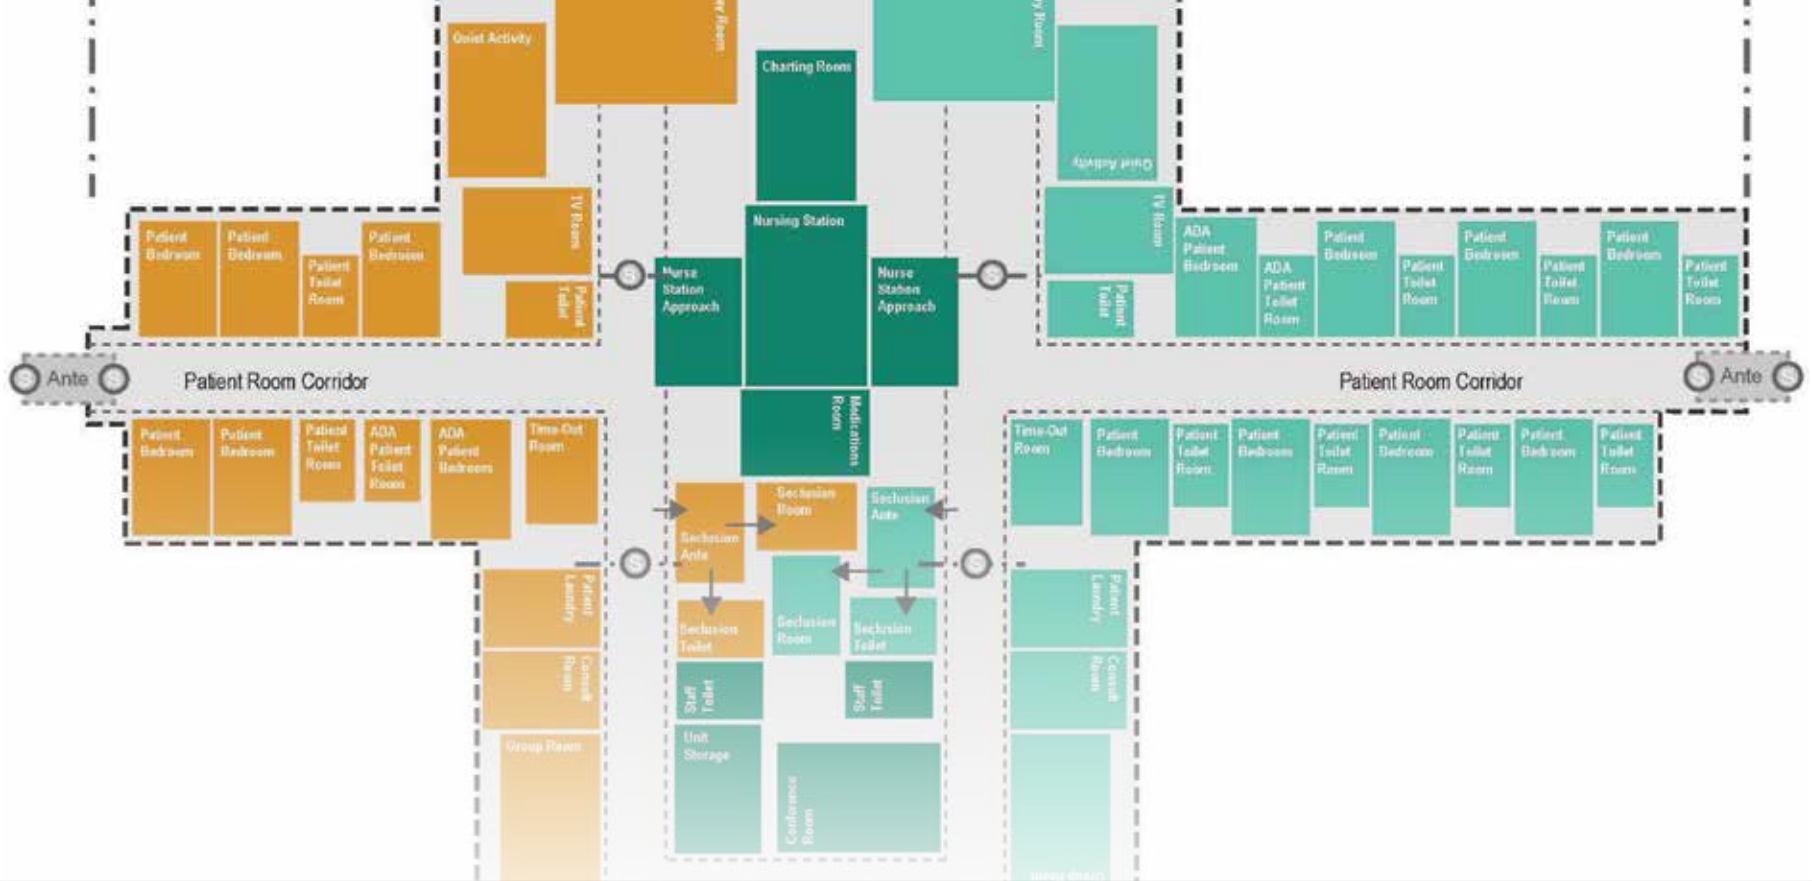 Quiet Activity
Room
Charting Room
Room
Quiet Activity
TV Room
Nursing Station
TV Room
Patient
Bedroom
Patient
Bedroom
Patient
Toilet
Room
Patient
Bedroom
Patient
Toilet
S
Nurse
Station
Approach
Nurse
Station
Approach
S
Patient
Toilet
ADA
Patient
Bedroom
ADA
Patient
Toilet
Room
Patient
Bedroom
Patient
Toilet
Room
Patient
Bedroom
Patient
Toilet
Room
Patient
Bedroom
Patient
Toilet
Room
S Ante S
Patient Room Corridor
Patient Room Corridor
S Ante S
Medications
Room
Patient
Bedroom
Patient
Bedroom
Patient
Toilet
Room
ADA
Patient
Toilet
Room
ADA
Patient
Bedroom
Time-Out
Room
Time-Out
Room
Patient
Bedroom
Patient
Toilet
Room
Patient
Bedroom
Patient
Toilet
Room
Patient
Bedroom
Patient
Toilet
Room
Patient
Bedroom
Patient
Toilet
Room
Seclusion
Ante
Seclusion
Room
Seclusion
Ante
S
S
Patient
Laundry
Seclusion
Toilet
Seclusion
Room
Seclusion
Toilet
Patient
Laundry
Consult
Room
Staff
Toilet
Staff
Toilet
Consult
Room
Group Room
Unit
Storage
Conference
Room